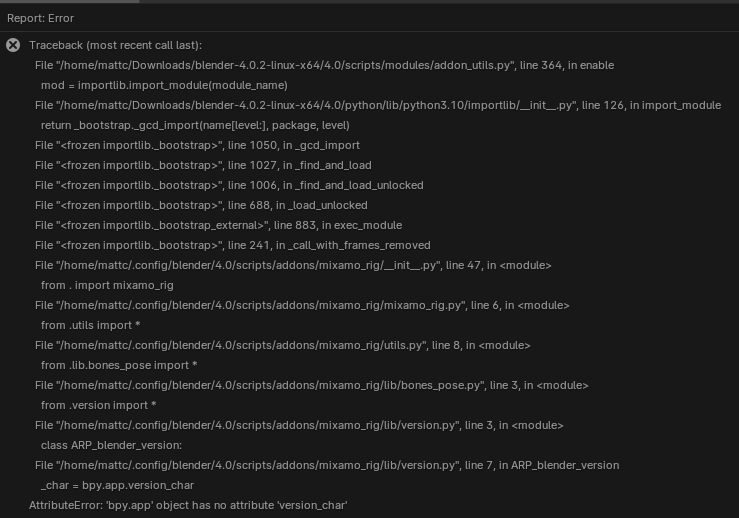 Report: Error
Traceback (most recent call last):
File "/home/mattc/Downloads/blender-4.0.2-linux-x64/4.0/scripts/modules/addon_utils.py", line 364, in enable
mod = importlib.import_module(module_name)
File "/home/mattc/Downloads/blender-4.0.2-linux-x64/4.0/python/lib/python3.10/importlib/__init__.py", line 126, in import_module
return _bootstrap._gcd_import(name[level:], package, level)
File "<frozen importlib._bootstrap>", line 1050, in _gcd_import
File "<frozen importlib._bootstrap>", line 1027, in _find_and_load
File "<frozen importlib._bootstrap>", line 1006, in _find_and_load_unlocked
File "<frozen importlib._bootstrap>", line 688, in _load_unlocked
File "<frozen importlib._bootstrap_external>", line 883, in exec_module
File "<frozen importlib._bootstrap>", line 241, in _call_with_frames_removed
File "/home/mattc/.config/blender/4.0/scripts/addons/mixamo_rig/__init__.py", line 47, in <module>
from . import mixamo_rig
File "/home/mattc/.config/blender/4.0/scripts/addons/mixamo_rig/mixamo_rig.py", line 6, in <module>
from .utils import *
File "/home/mattc/.config/blender/4.0/scripts/addons/mixamo_rig/utils.py", line 8, in <module>
from .lib.bones_pose import *
File "/home/mattc/.config/blender/4.0/scripts/addons/mixamo_rig/lib/bones_pose.py", line 3, in <module>
from .version import *
File "/home/mattc/.config/blender/4.0/scripts/addons/mixamo_rig/lib/version.py", line 3, in <module>
class ARP_blender_version:
File "/home/mattc/.config/blender/4.0/scripts/addons/mixamo_rig/lib/version.py", line 7, in ARP_blender_version
_char = bpy.app.version_char
AttributeError: 'bpy.app' object has no attribute 'version_char'